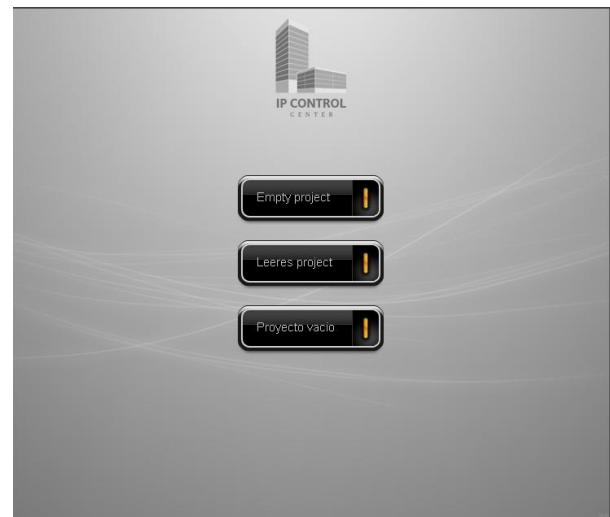 IP CONTROL
CENTER
Empty project
Leeres project
Proyecto vacio